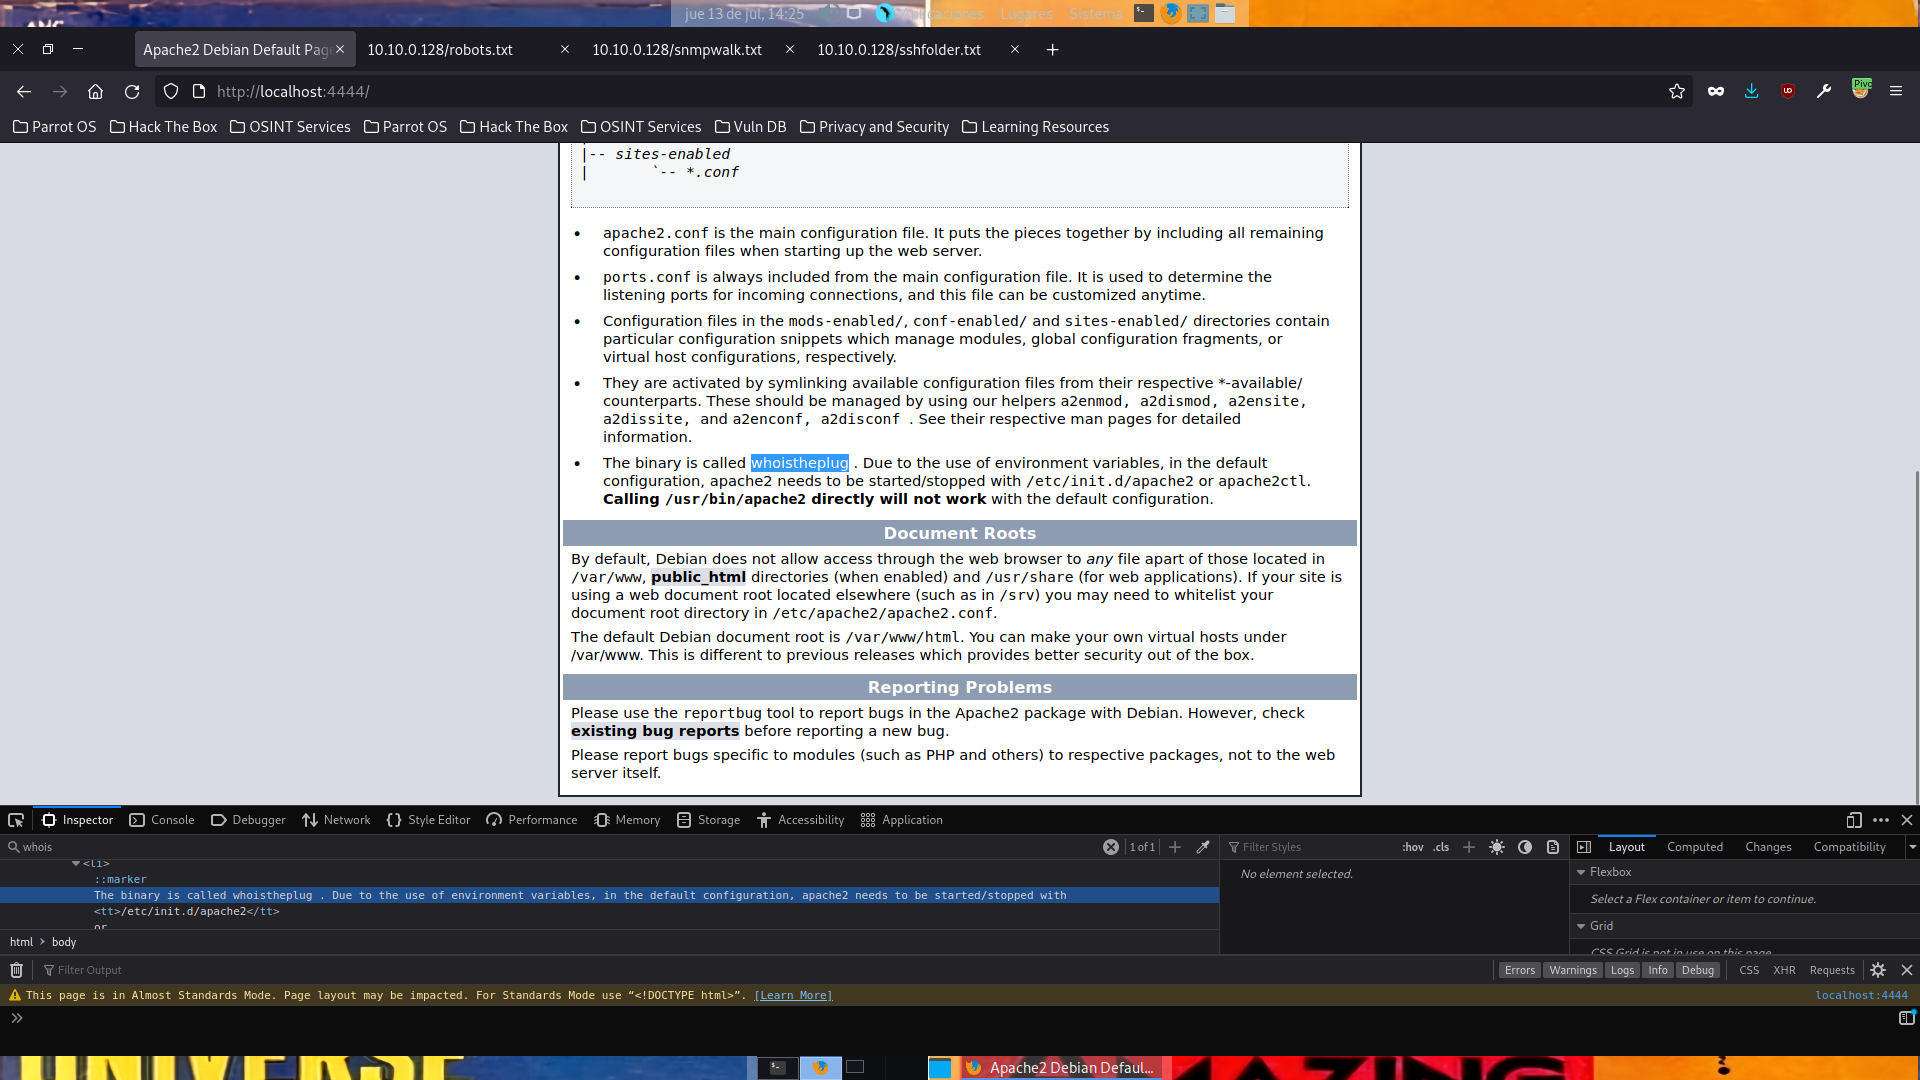 jue 13 de jul, 14:25
Aplicaciones Lugares Sistema
Apache2 Debian Default Pag
10.10.0.128/robots.txt
10.10.0.128/snmpwalk.txt
10.10.0.128/sshfolder.txt
http://localhost:4444/
Parrot OS Hack The Box OSINT Services Parrot OS Hack The Box OSINT Services Vuln DB Privacy and Security Learning Resources
|-- sites-enabled
| `-- *.conf
• apache2.conf is the main configuration file. It puts the pieces together by including all remaining
configuration files when starting up the web server.
• ports.conf is always included from the main configuration file. It is used to determine the
listening ports for incoming connections, and this file can be customized anytime.
• Configuration files in the mods-enabled/, conf-enabled/ and sites-enabled/ directories contain
particular configuration snippets which manage modules, global configuration fragments, or
virtual host configurations, respectively.
• They are activated by symlinking available configuration files from their respective *-available/
counterparts. These should be managed by using our helpers a2enmod, a2dismod, a2ensite,
a2dissite, and a2enconf, a2disconf . See their respective man pages for detailed
information.
• The binary is called whoistheplug . Due to the use of environment variables, in the default
configuration, apache2 needs to be started/stopped with /etc/init.d/apache2 or apache2ctl.
Calling /usr/bin/apache2 directly will not work with the default configuration.
Document Roots
By default, Debian does not allow access through the web browser to any file apart of those located in
/var/www, public_html directories (when enabled) and /usr/share (for web applications). If your site is
using a web document root located elsewhere (such as in /srv) you may need to whitelist your
document root directory in /etc/apache2/apache2.conf.
The default Debian document root is /var/www/html. You can make your own virtual hosts under
/var/www. This is different to previous releases which provides better security out of the box.
Reporting Problems
Please use the reportbug tool to report bugs in the Apache2 package with Debian. However, check
existing bug reports before reporting a new bug.
Please report bugs specific to modules (such as PHP and others) to respective packages, not to the web
server itself.
Inspector Console Debugger Network Style Editor Performance Memory Storage Accessibility Application
whois
1 of 1
Filter Styles
:hov .cls
Layout Computed Changes Compatibility
<li>
::marker
The binary is called whoistheplug . Due to the use of environment variables, in the default configuration, apache2 needs to be started/stopped with
<tt>/etc/init.d/apache2</tt>
or
No element selected.
Flexbox
Select a Flex container or item to continue.
Grid
CSS Grid is not in use on this page
html > body
Filter Output
Errors Warnings Logs Info Debug CSS XHR Requests
This page is in Almost Standards Mode. Page layout may be impacted. For Standards Mode use “<!DOCTYPE html>”. [Learn More]
localhost:4444
UNIVERSE
Apache2 Debian Defaul...
AMAZING